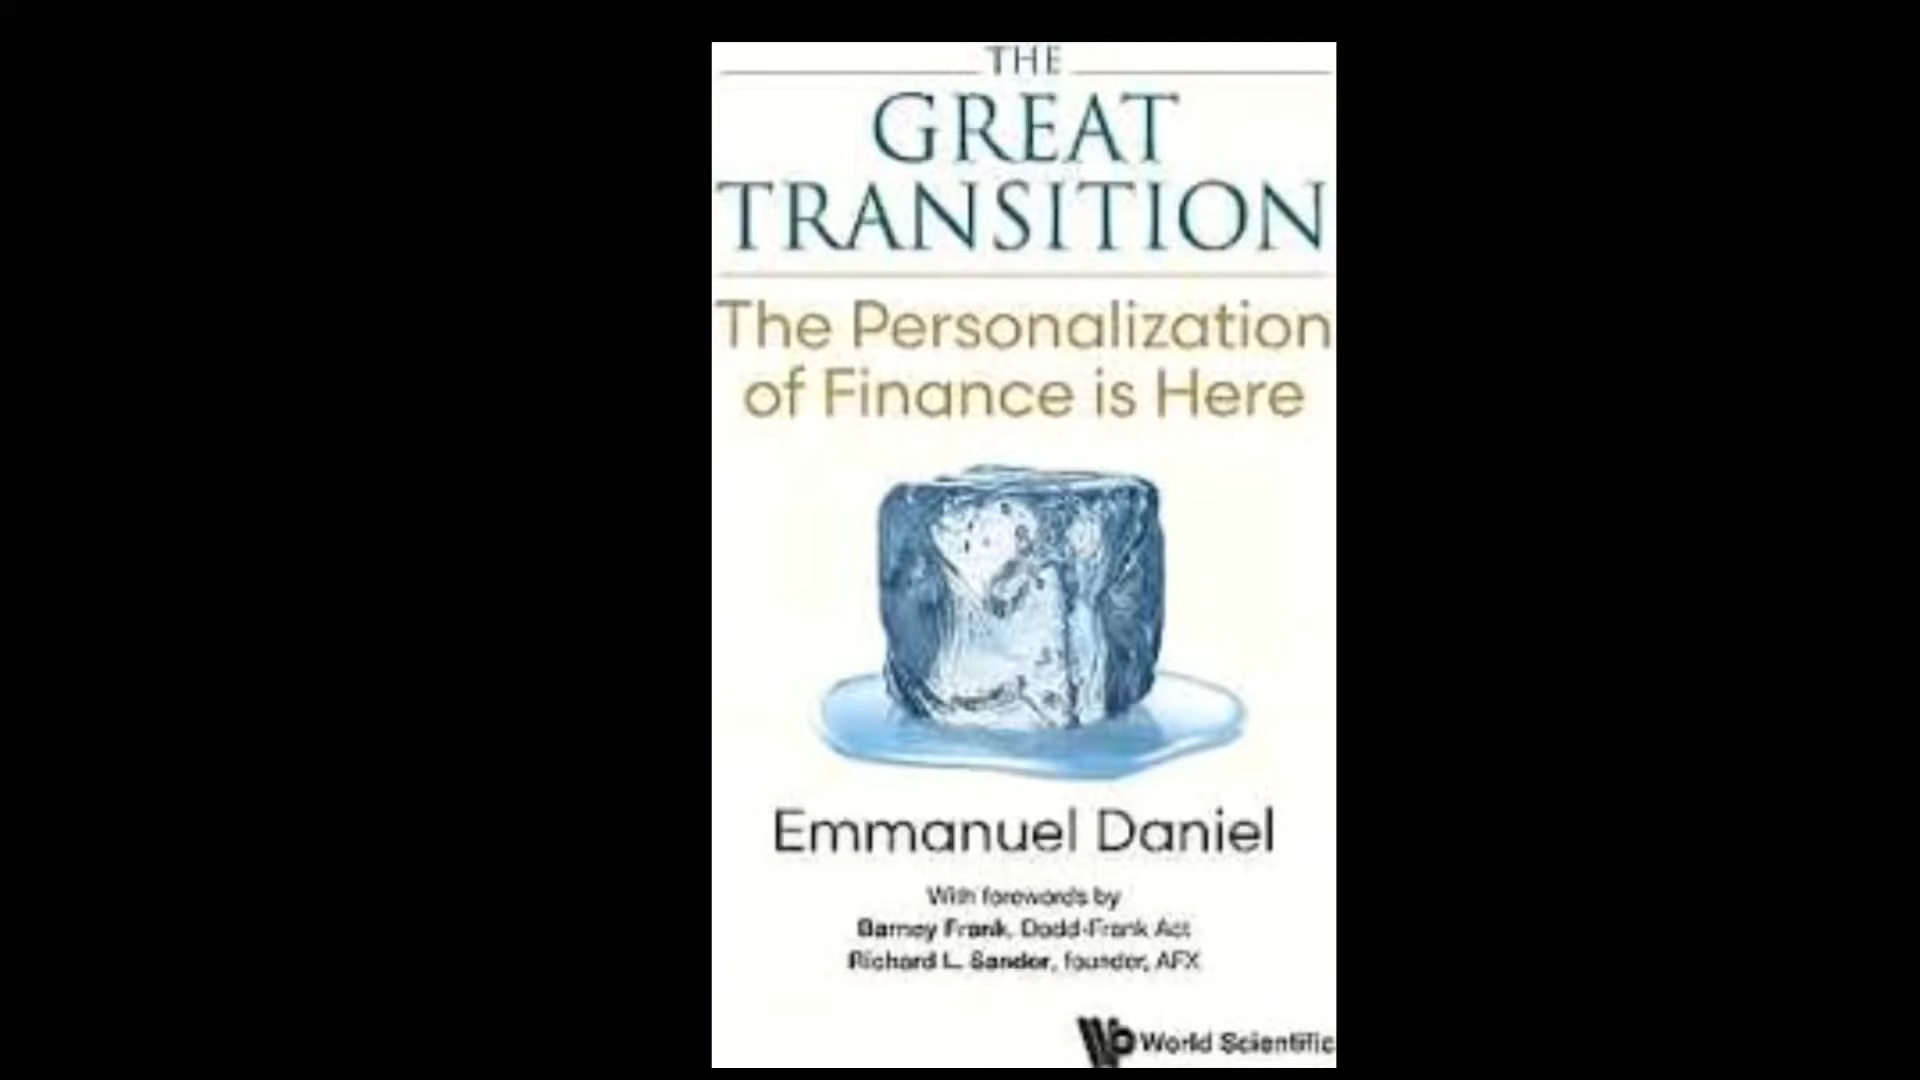 THE
GREAT
TRANSITION
The Personalization
of Finance is Here
Emmanuel Daniel
With forewords by
Barney Frank, Dodd-Frank Act
Richard L. Sandor, founder, AFX
World Scientific